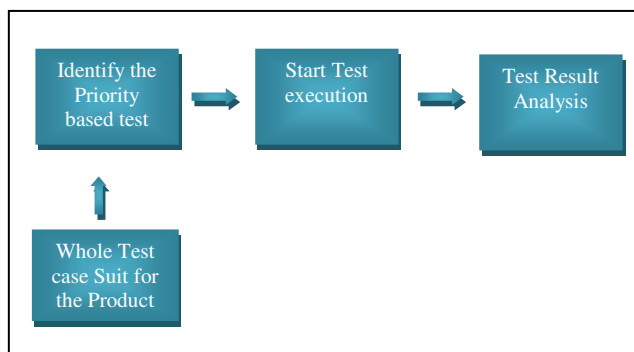 Identify the
Priority
based test
Start Test
execution
Test Result
Analysis
Whole Test
case Suit for
the Product